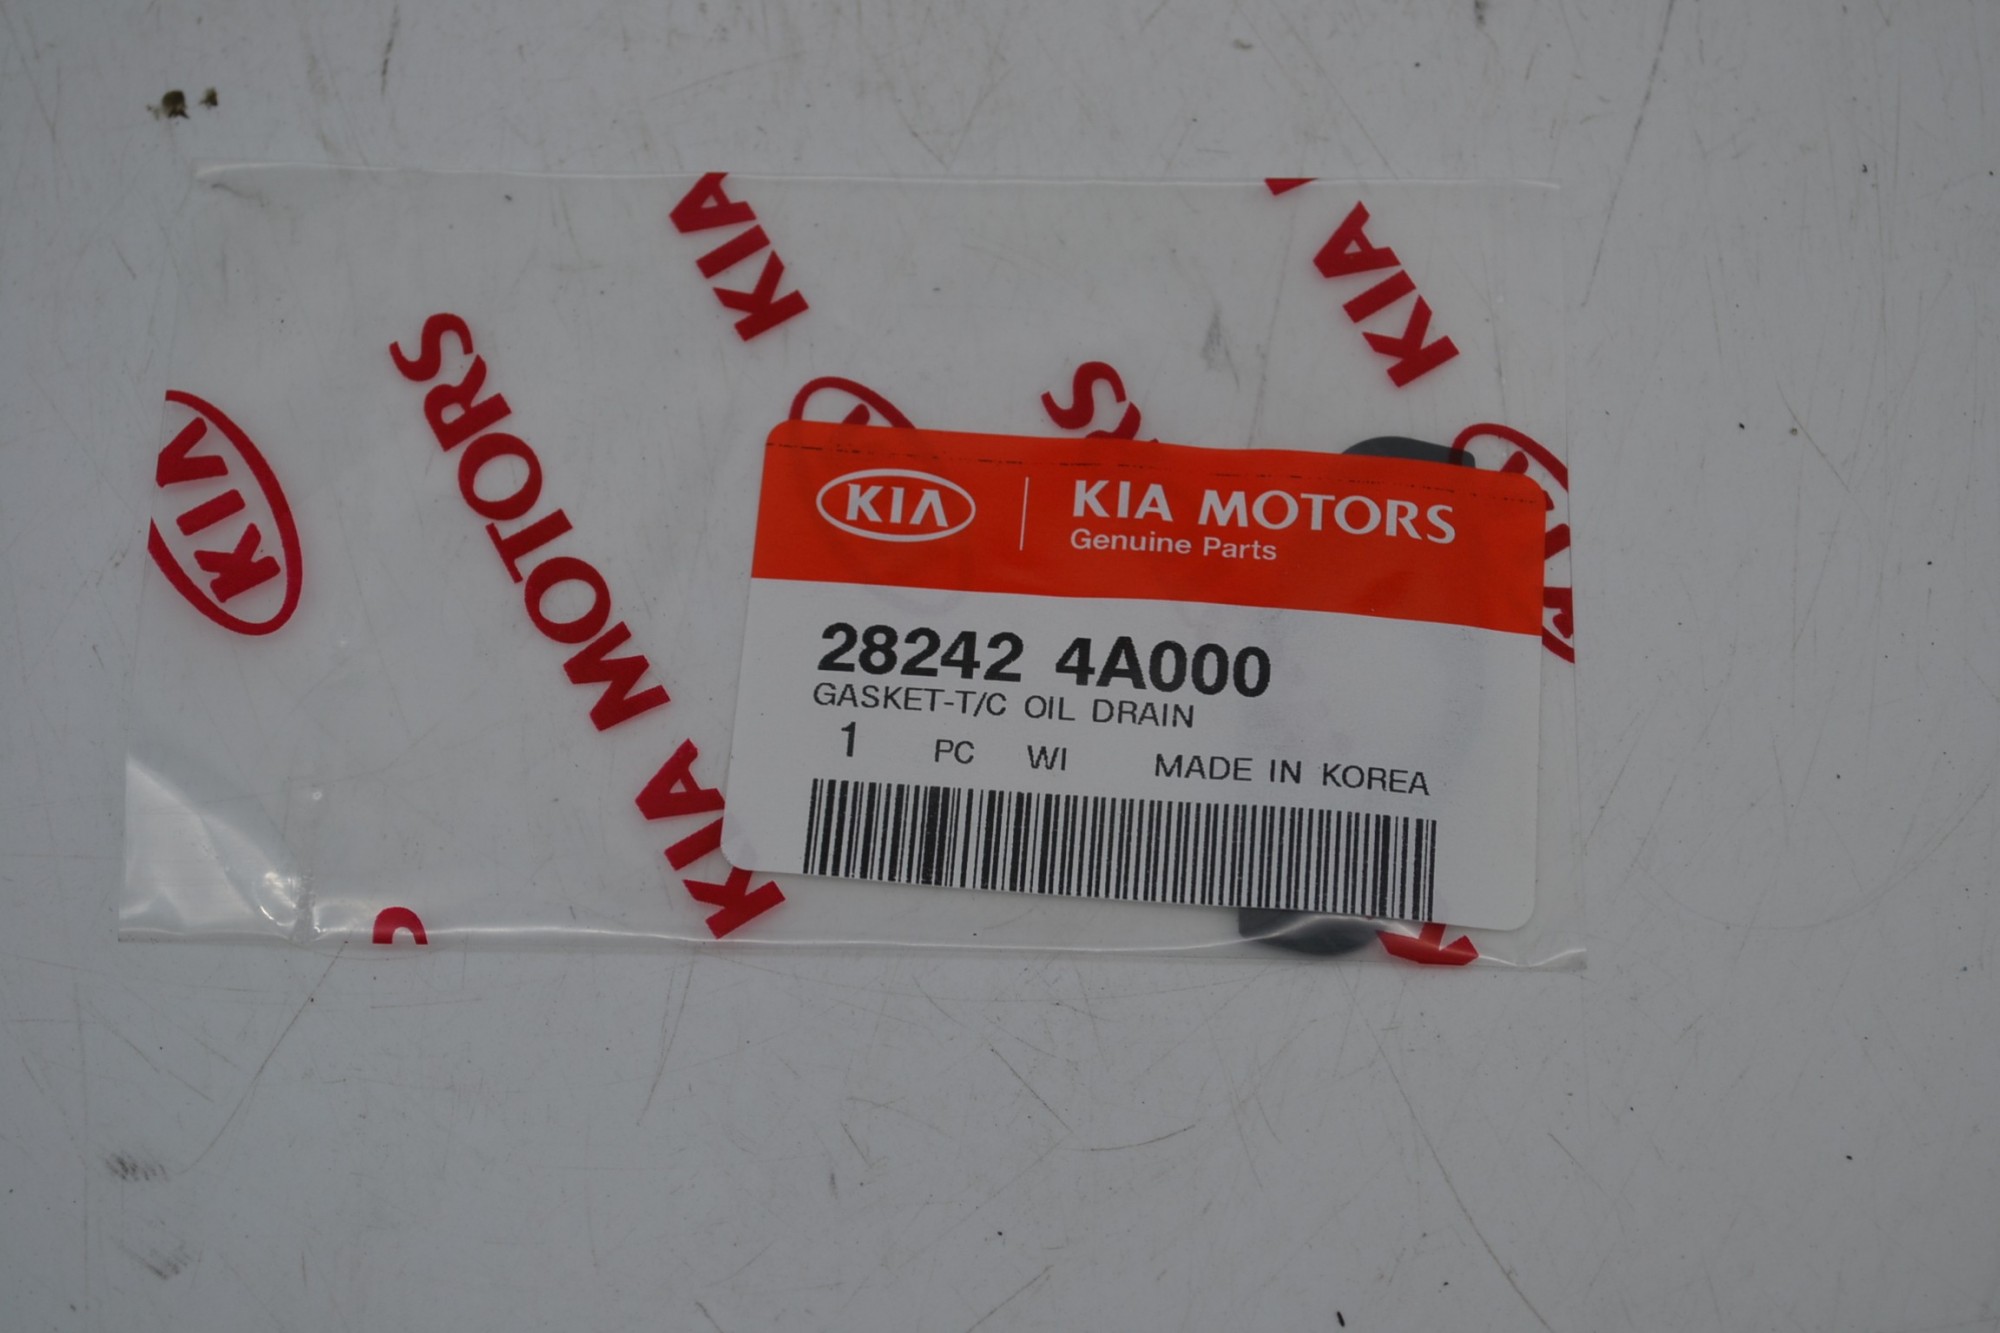 KIA
KIA
KIA
KIA MOTORS
KIA
KIA MOTORS
Genuine Parts
28242 4A000
GASKET-T/C OIL DRAIN
1 PC WI MADE IN KOREA